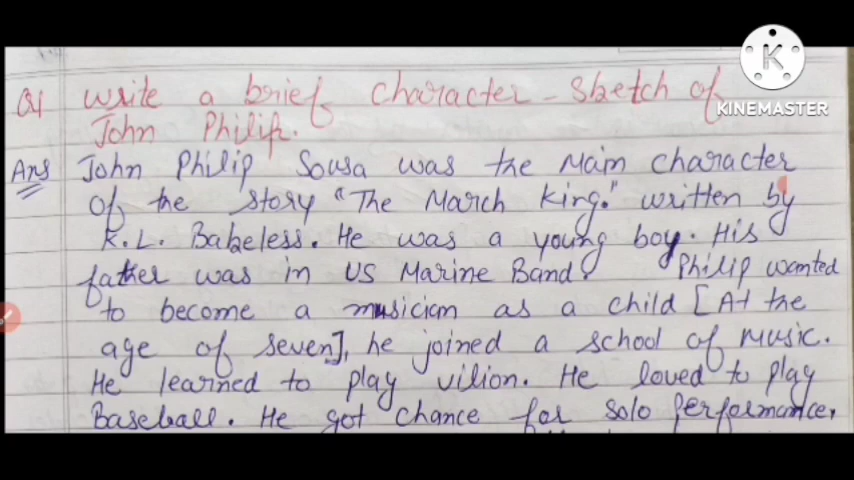 K
KINEMASTER
Q1 Write a brief character-sketch of
John Philip.
Ans John Philip Sousa was the main character
of the story "The March King." written by
K.L. Bakeless. He was a young boy. His
father was in US Marine Band. Philip wanted
to become a musician as a child [At the
age of seven], he joined a school of music.
He learned to play vilion. He loved to play
Baseball. He got chance for solo performance.